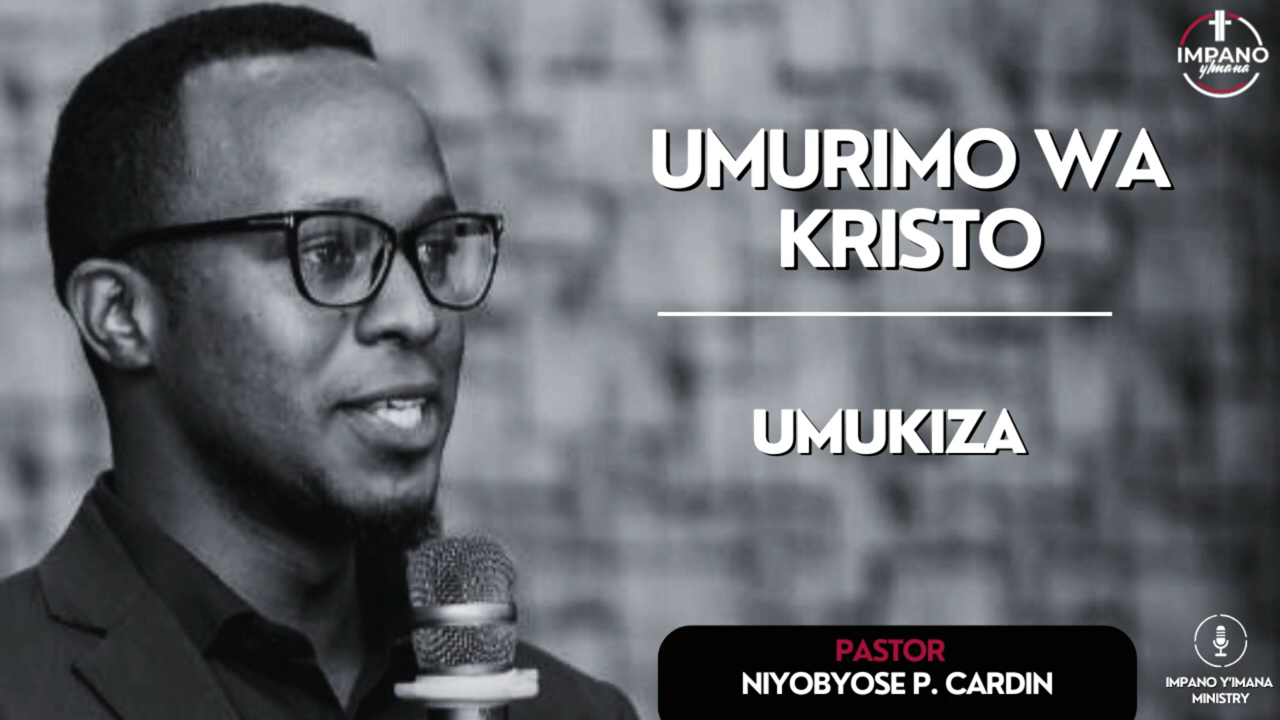 IMPANO
y'Imana
UMURIMO WA
KRISTO
UMUKIZA
PASTOR
NIYOBYOSE P. CARDIN
IMPANO Y'IMANA
MINISTRY